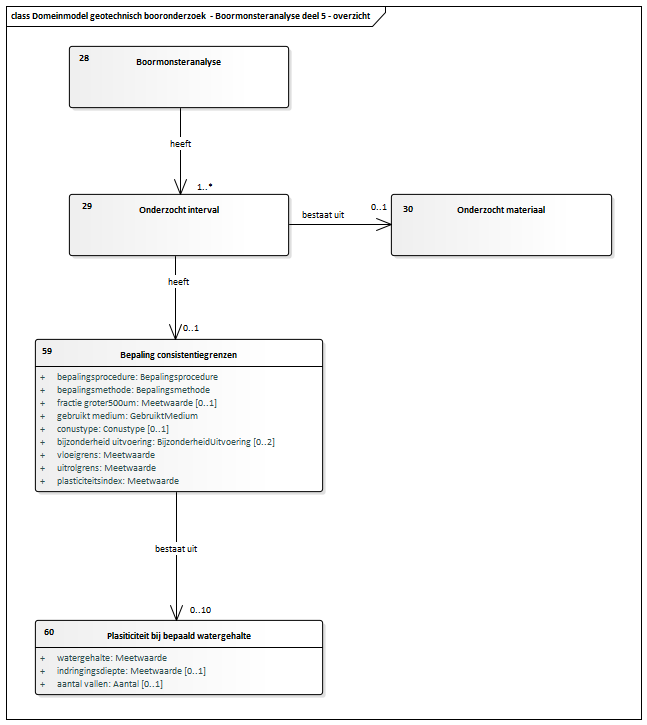 class Domeinmodel geotechnisch booronderzoek - Boormonsteranalyse deel 5 - overzicht
28
Boormonsteranalyse
heeft
1..*
29
Onderzocht interval
bestaat uit
0..1
30
Onderzocht materiaal
heeft
0..1
59
Bepaling consistentiegrenzen
+ bepalingsprocedure: Bepalingsprocedure
+ bepalingsmethode: Bepalingsmethode
+ fractie groter500um: Meetwaarde [0..1]
+ gebruikt medium: GebruiktMedium
+ conustype: Conustype [0..1]
+ bijzonderheid uitvoering: BijzonderheidUitvoering [0..2]
+ vloeigrens: Meetwaarde
+ uitrolgrens: Meetwaarde
+ plasticiteitsindex: Meetwaarde
bestaat uit
0..10
60
Plasiticiteit bij bepaald watergehalte
+ watergehalte: Meetwaarde
+ indringingsdiepte: Meetwaarde [0..1]
+ aantal vallen: Aantal [0..1]